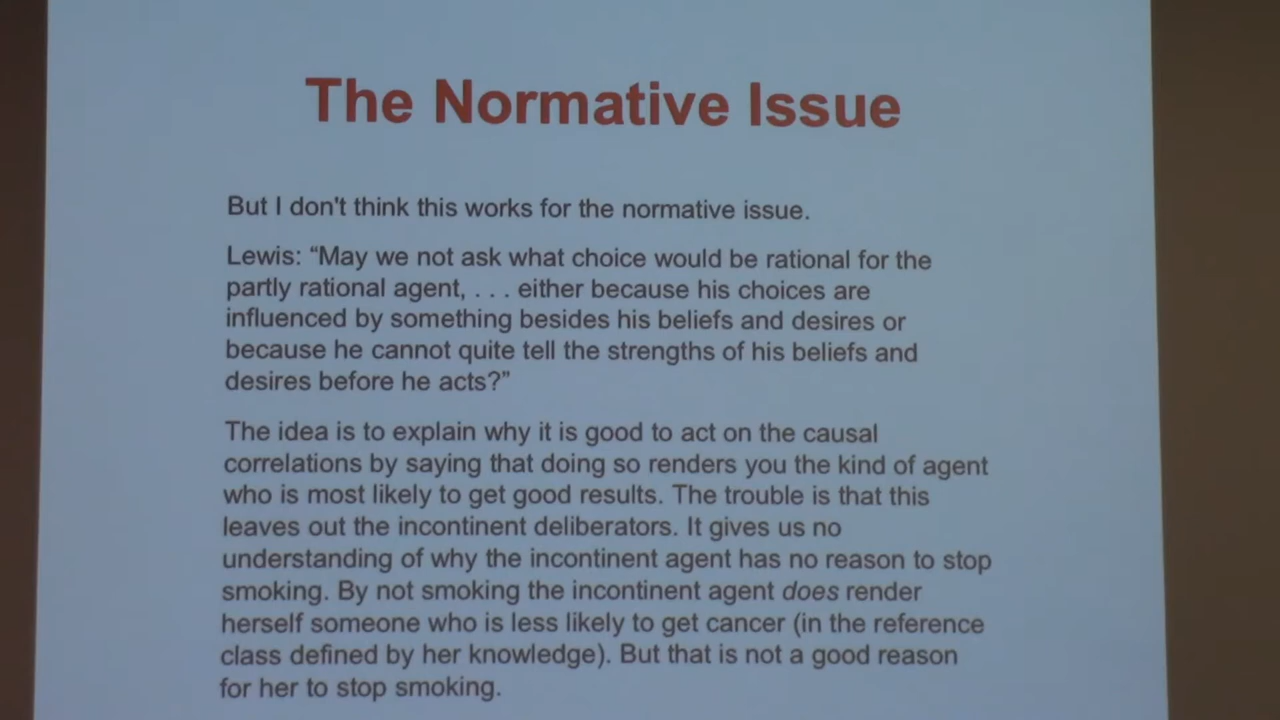 The Normative Issue
But I don't think this works for the normative issue.
Lewis: “May we not ask what choice would be rational for the
partly rational agent, . . . either because his choices are
influenced by something besides his beliefs and desires or
because he cannot quite tell the strengths of his beliefs and
desires before he acts?”
The idea is to explain why it is good to act on the causal
correlations by saying that doing so renders you the kind of agent
who is most likely to get good results. The trouble is that this
leaves out the incontinent deliberators. It gives us no
understanding of why the incontinent agent has no reason to stop
smoking. By not smoking the incontinent agent does render
herself someone who is less likely to get cancer (in the reference
class defined by her knowledge). But that is not a good reason
for her to stop smoking.